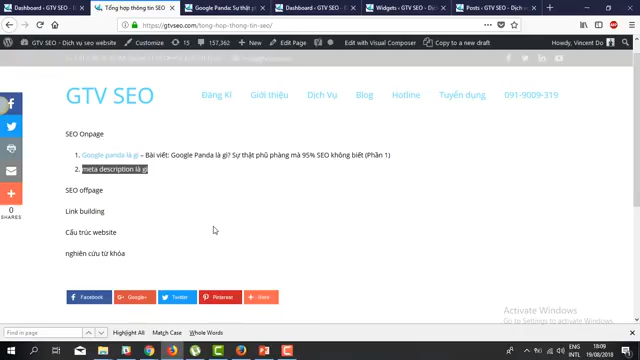 Dashboard ‹ GTV SEO
Tổng hợp thông tin SEO
Google Panda: Sự thật p
Dashboard ‹ GTV SEO
Widgets ‹ GTV SEO
Posts ‹ GTV SEO - Dịch v
https://gtvseo.com/tong-hop-thong-tin-seo/
GTV SEO - Dịch vụ seo website
Customize
15
157,362
New
Edit Page
Edit with Visual Composer
Copy to a new draft
Howdy, Vincent Do
GTV SEO
Đăng Kí
Giới thiệu
Dịch Vụ
Blog
Hotline
Tuyển dụng
091-9009-319
SEO Onpage
1. Google panda là gì – Bài viết: Google Panda là gì? Sự thật phũ phàng mà 95% SEO không biết (Phần 1)
2. meta description là gì
SEO offpage
Link building
Cấu trúc website
nghiên cứu từ khóa
0
SHARES
Facebook
Google+
Twitter
Pinterest
More
Activate Windows
Go to Settings to activate Windows.
Find in page
Highlight All
Match Case
Whole Words
ENG
INTL
18:09
19/08/2018